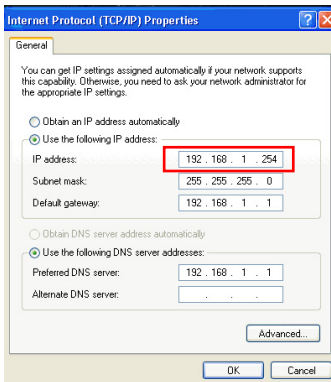 Internet Protocol (TCP/IP) Properties
General
You can get IP settings assigned automatically if your network supports
this capability. Otherwise, you need to ask your network administrator for
the appropriate IP settings.
Obtain an IP address automatically
Use the following IP address:
IP address: 192 . 168 . 1 . 254
Subnet mask: 255 . 255 . 255 . 0
Default gateway: 192 . 168 . 1 . 1
Obtain DNS server address automatically
Use the following DNS server addresses:
Preferred DNS server: 192 . 168 . 1 . 1
Alternate DNS server: . . .
Advanced...
OK Cancel